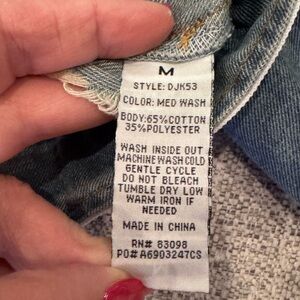 M
STYLE: DJK53
COLOR: MED WASH
BODY:65%COTTON
35%POLYESTER
WASH INSIDE OUT
MACHINE WASH COLD
GENTLE CYCLE
DO NOT BLEACH
TUMBLE DRY LOW
WARM IRON IF
NEEDED
MADE IN CHINA
RN# 83098
PO#A6903247CS